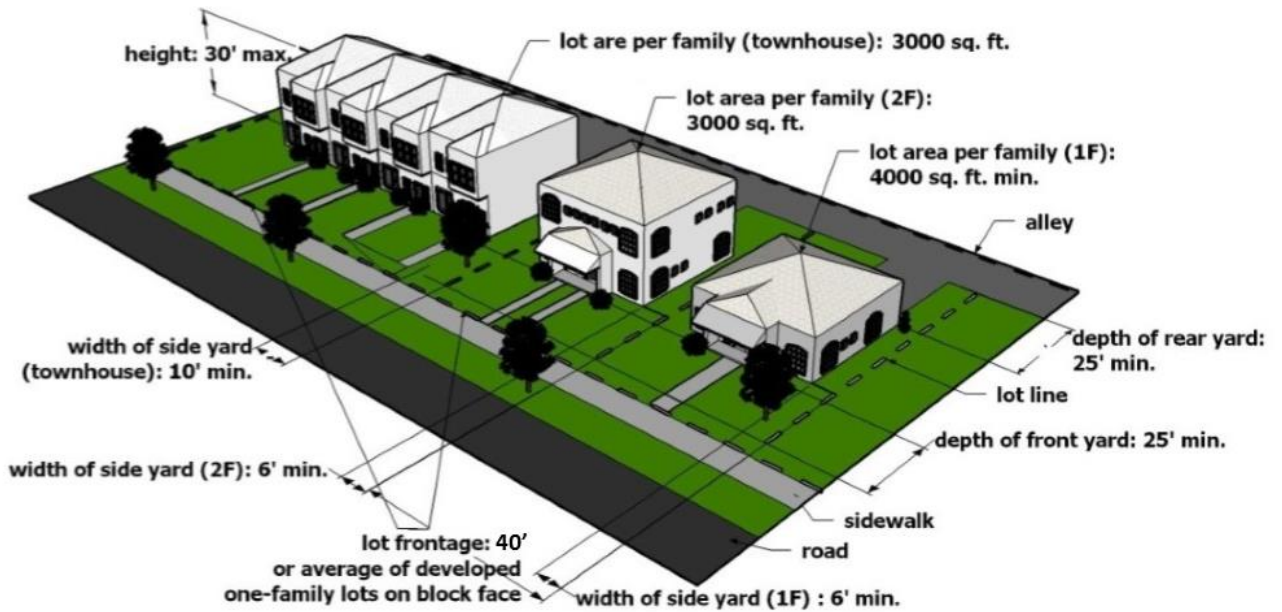 height: 30' max.
lot are per family (townhouse): 3000 sq. ft.
lot area per family (2F):
3000 sq. ft.
lot area per family (1F):
4000 sq. ft. min.
alley
width of side yard
(townhouse): 10' min.
depth of rear yard:
25' min.
lot line
depth of front yard: 25' min.
width of side yard (2F): 6' min.
sidewalk
lot frontage: 40’
or average of developed
one-family lots on block face
road
width of side yard (1F) : 6' min.